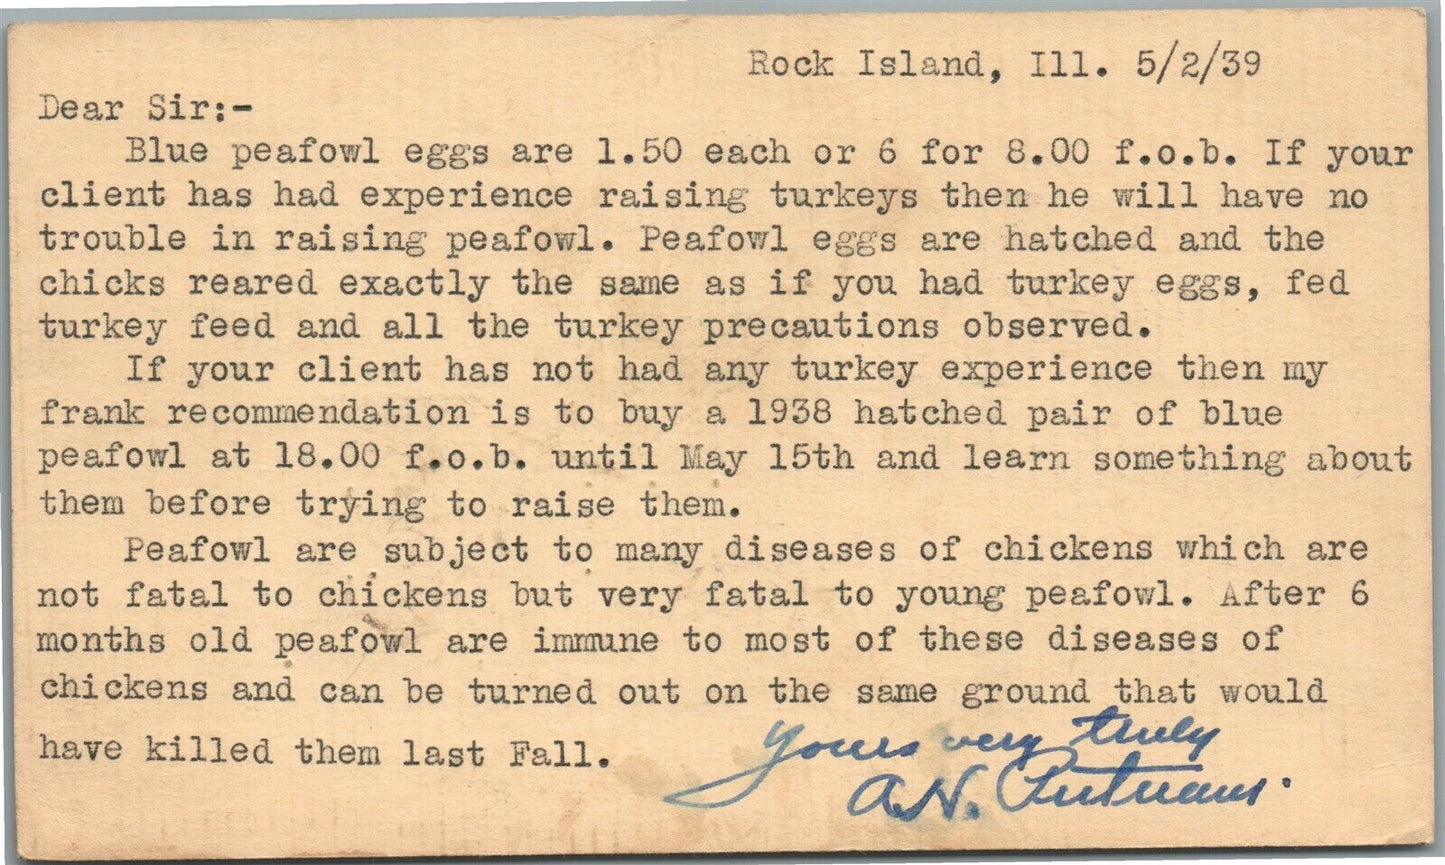 Rock Island, Ill. 5/2/39
Dear Sir:-
Blue peafowl eggs are 1.50 each or 6 for 8.00 f.o.b. If your
client has had experience raising turkeys then he will have no
trouble in raising peafowl. Peafowl eggs are hatched and the
chicks reared exactly the same as if you had turkey eggs, fed
turkey feed and all the turkey precautions observed.
If your client has not had any turkey experience then my
frank recommendation is to buy a 1938 hatched pair of blue
peafowl at 18.00 f.o.b. until May 15th and learn something about
them before trying to raise them.
Peafowl are subject to many diseases of chickens which are
not fatal to chickens but very fatal to young peafowl. After 6
months old peafowl are immune to most of these diseases of
chickens and can be turned out on the same ground that would
have killed them last Fall.
Yours very truly
A.N. Putnam.